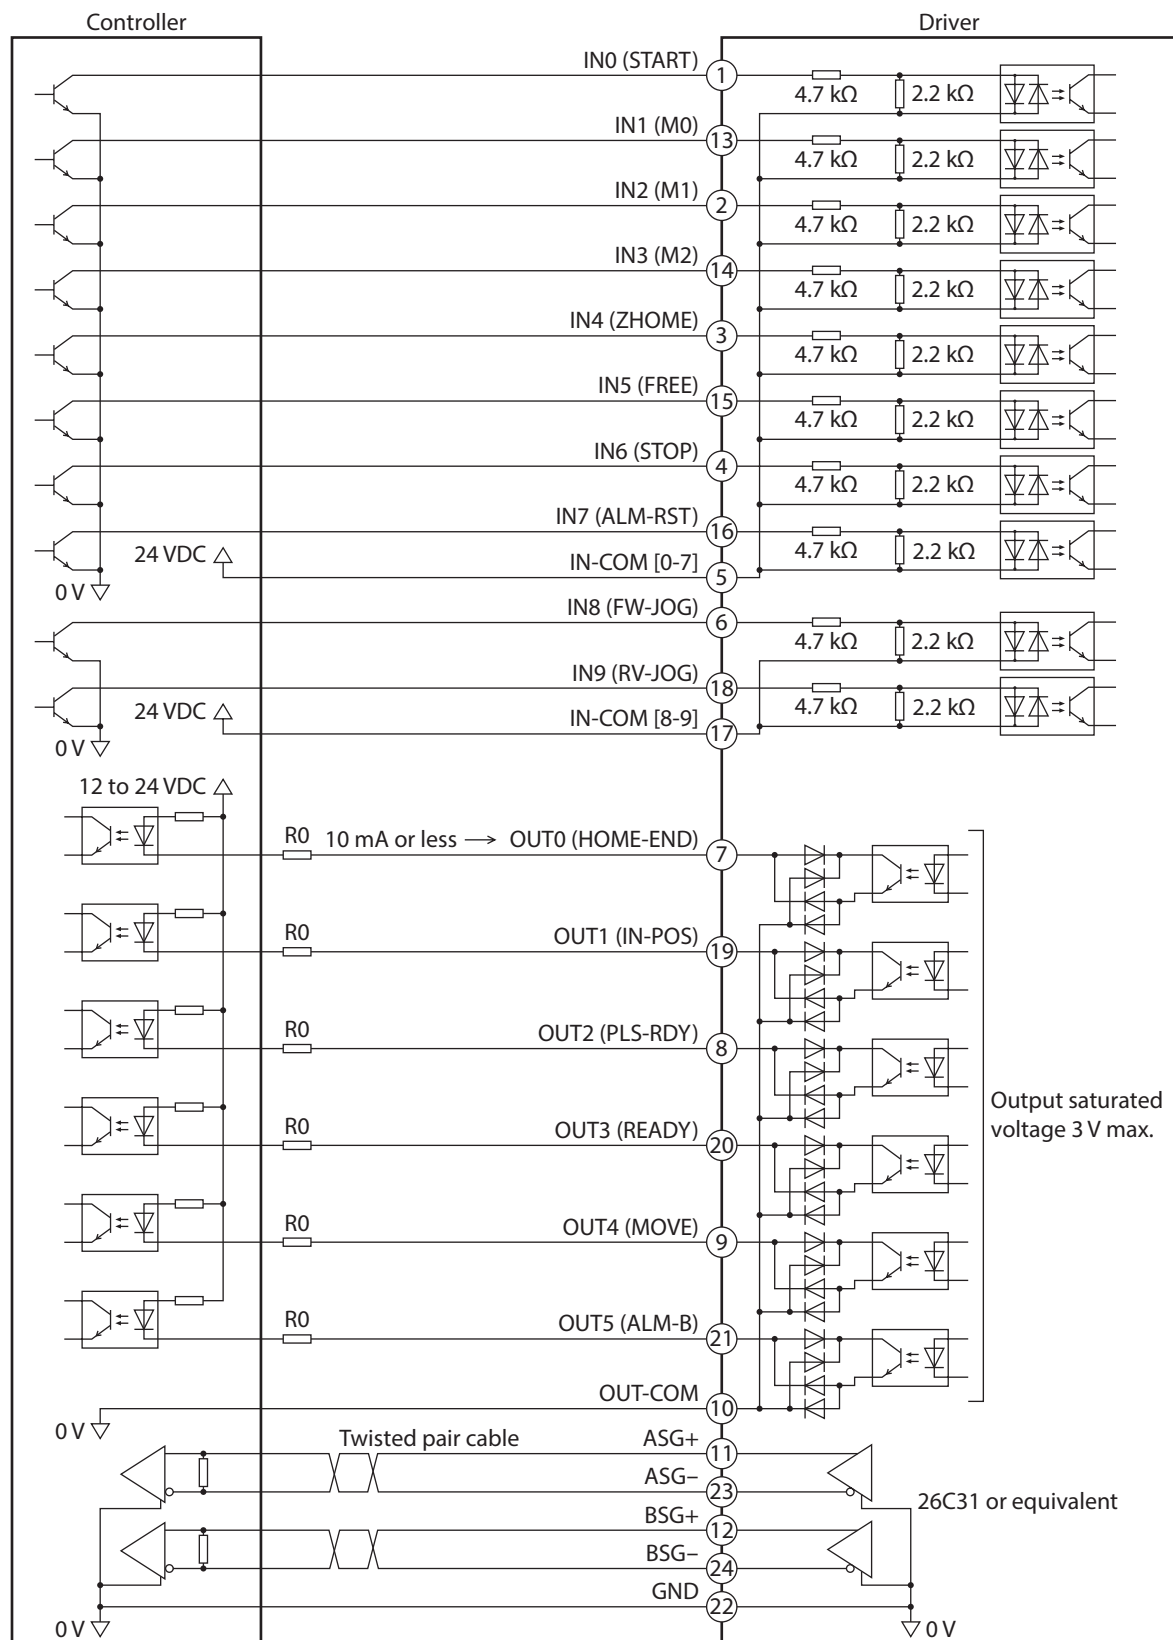 Controller
Driver
IN0 (START)
1
4.7 kΩ
2.2 kΩ
IN1 (M0)
13
4.7 kΩ
2.2 kΩ
IN2 (M1)
2
4.7 kΩ
2.2 kΩ
IN3 (M2)
14
4.7 kΩ
2.2 kΩ
IN4 (ZHOME)
3
4.7 kΩ
2.2 kΩ
IN5 (FREE)
15
4.7 kΩ
2.2 kΩ
IN6 (STOP)
4
4.7 kΩ
2.2 kΩ
IN7 (ALM-RST)
16
4.7 kΩ
2.2 kΩ
24 VDC
IN-COM [0-7]
5
0 V
IN8 (FW-JOG)
6
4.7 kΩ
2.2 kΩ
IN9 (RV-JOG)
18
4.7 kΩ
2.2 kΩ
24 VDC
IN-COM [8-9]
17
0 V
12 to 24 VDC
R0
10 mA or less →
OUT0 (HOME-END)
7
R0
OUT1 (IN-POS)
19
R0
OUT2 (PLS-RDY)
8
Output saturated
voltage 3 V max.
R0
OUT3 (READY)
20
R0
OUT4 (MOVE)
9
R0
OUT5 (ALM-B)
21
OUT-COM
10
0 V
Twisted pair cable
ASG+
11
ASG–
23
26C31 or equivalent
BSG+
12
BSG–
24
GND
22
0 V
0 V